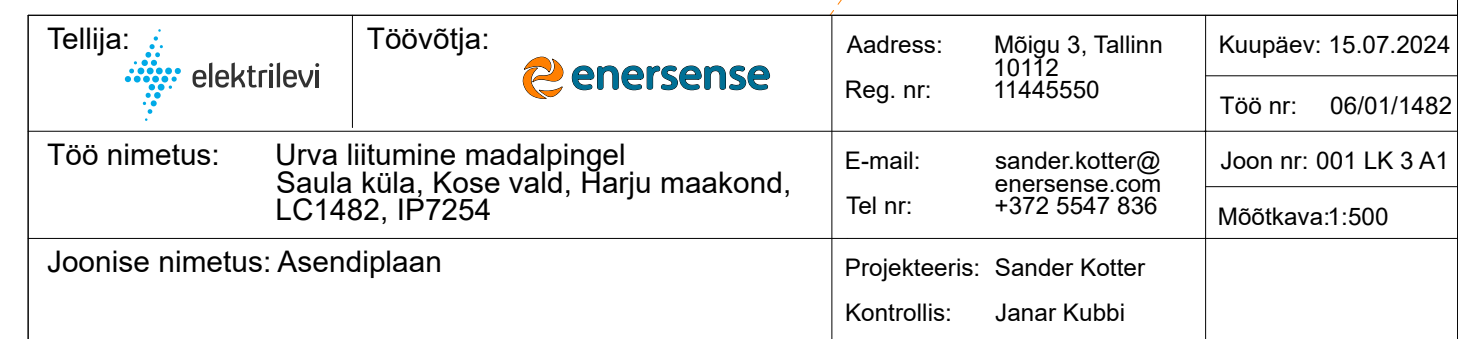 Tellija:
elektrilevi
Töövõtja:
enersense
Aadress: Mõigu 3, Tallinn
10112
Reg. nr: 11445550
Kuupäev: 15.07.2024
Töö nr: 06/01/1482
Töö nimetus: Urva liitumine madalpingel
Saula küla, Kose vald, Harju maakond,
LC1482, IP7254
E-mail: sander.kotter@
enersense.com
Tel nr: +372 5547 836
Joon nr: 001 LK 3 A1
Mõõtkava:1:500
Joonise nimetus: Asendiplaan
Projekteeris: Sander Kotter
Kontrollis: Janar Kubbi